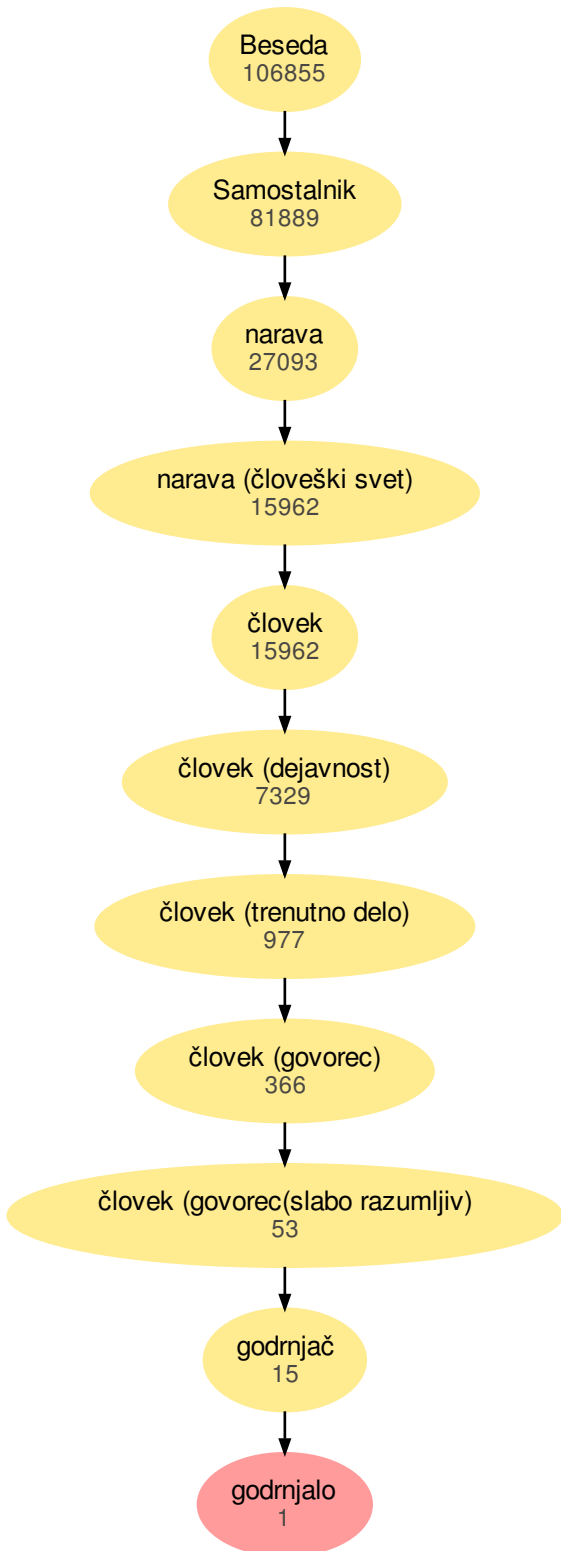 Beseda
106855
Samostalnik
81889
narava
27093
narava (človeški svet)
15962
človek
15962
človek (dejavnost)
7329
človek (trenutno delo)
977
človek (govorec)
366
človek (govorec(slabo razumljiv)
53
godrnjač
15
godrnjalo
1